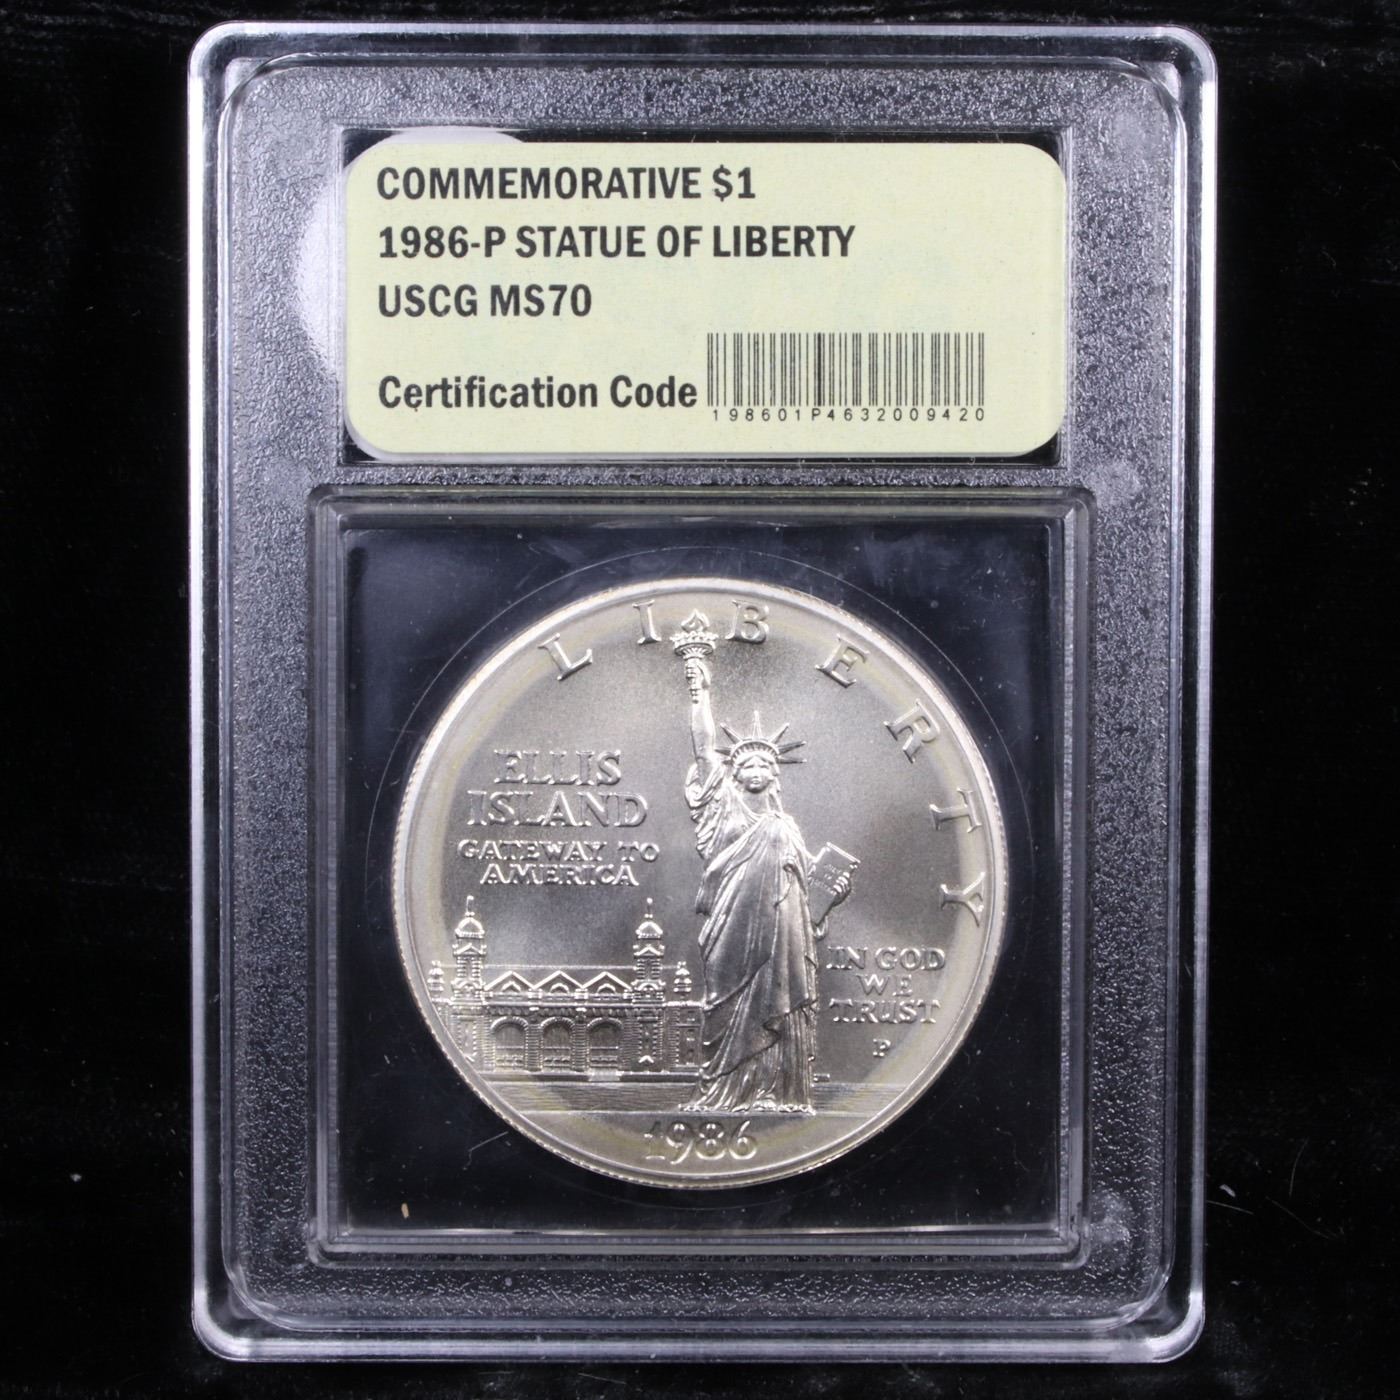 COMMEMORATIVE $1
1986-P STATUE OF LIBERTY
USCG MS70
Certification Code
198601P4632009420
LIBERTY
ELLIS
ISLAND
GATEWAY TO
AMERICA
IN GOD
WE
TRUST
P
1986